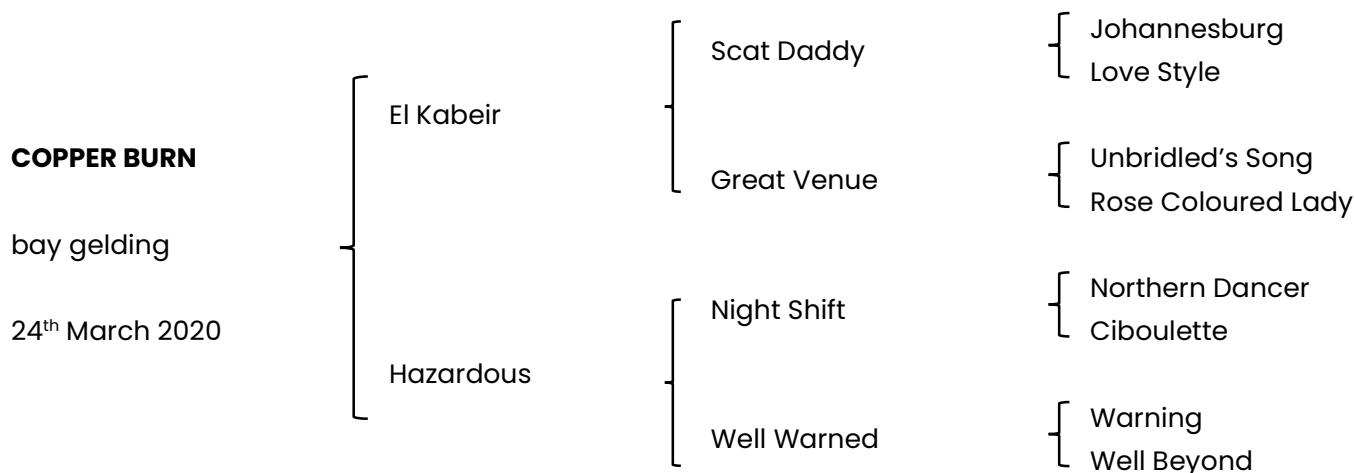 COPPER BURN
bay gelding
24th March 2020
El Kabeir
Hazardous
Scat Daddy
Great Venue
Night Shift
Well Warned
Johannesburg
Love Style
Unbridled’s Song
Rose Coloured Lady
Northern Dancer
Ciboulette
Warning
Well Beyond